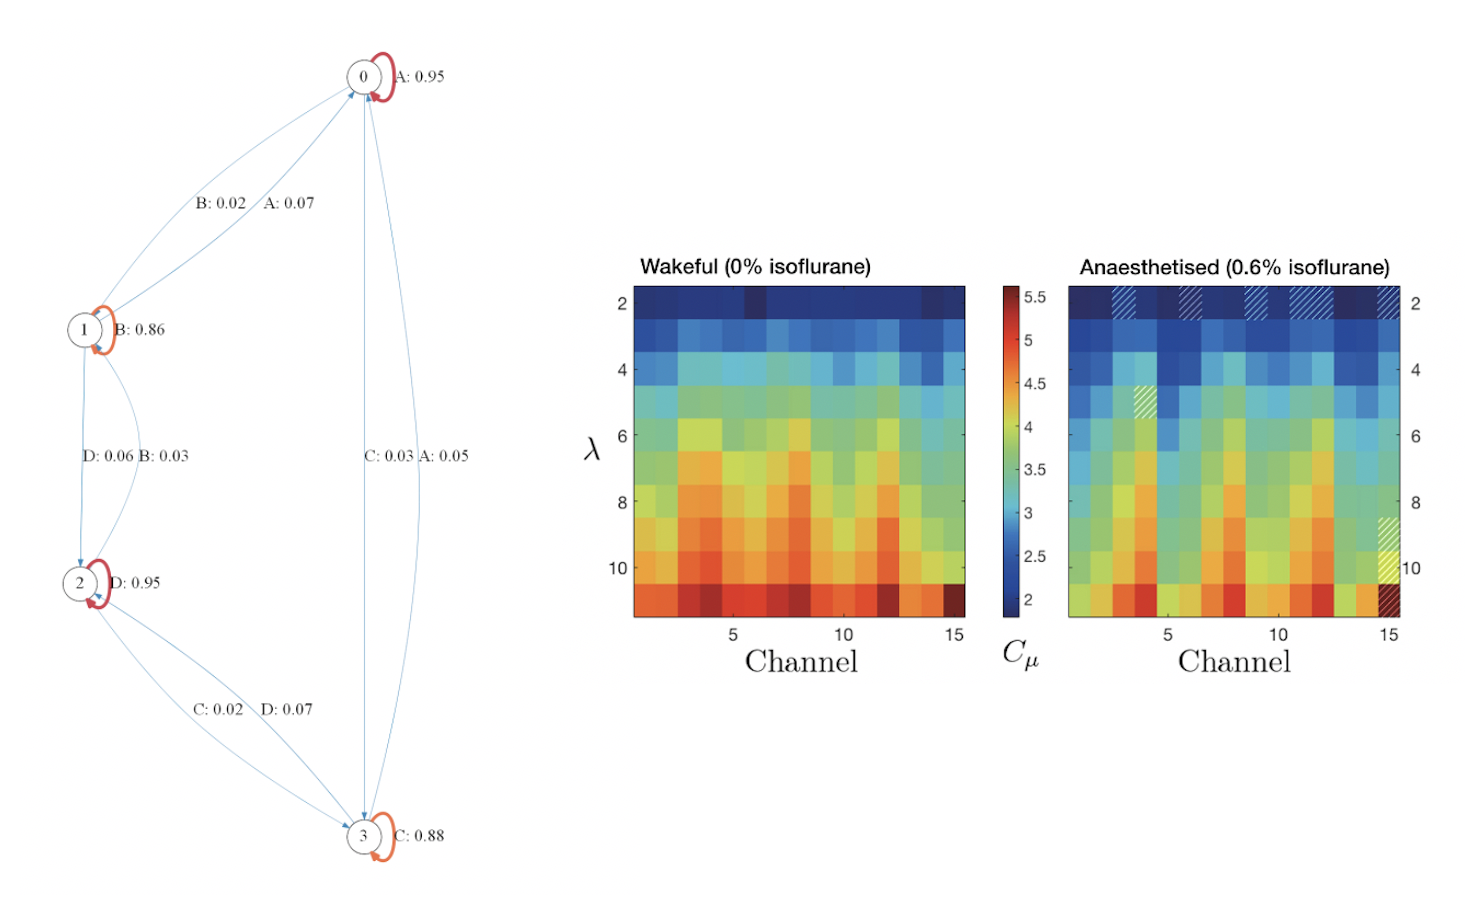 0
A: 0.95
B: 0.02
A: 0.07
1
B: 0.86
D: 0.06
B: 0.03
C: 0.03
A: 0.05
2
D: 0.95
C: 0.02
D: 0.07
3
C: 0.88
Wakeful (0% isoflurane)
2
4
6
8
10
λ
5
10
15
Channel
5.5
5
4.5
4
3.5
3
2.5
2
Cμ
Anaesthetised (0.6% isoflurane)
2
4
6
8
10
5
10
15
Channel